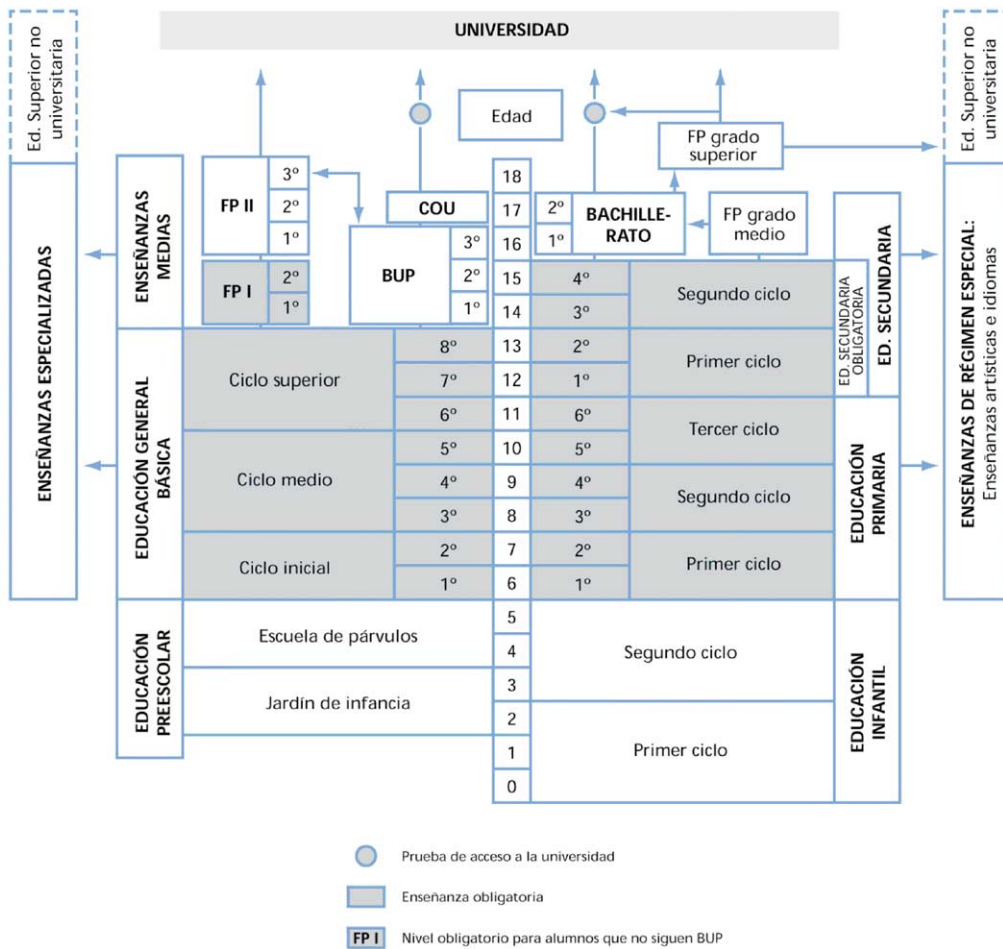 UNIVERSIDAD
Ed. Superior no
universitaria
ENSEÑANZAS ESPECIALIZADAS
ENSEÑANZAS
MEDIAS
EDUCACIÓN GENERAL
BÁSICA
EDUCACIÓN
PREESCOLAR
FP II
3º
2º
1º
FP I
2º
1º
COU
BUP
3º
2º
1º
Ciclo superior
8º
7º
6º
Ciclo medio
5º
4º
3º
Ciclo inicial
2º
1º
Escuela de párvulos
Jardín de infancia
Edad
18
17
16
15
14
13
12
11
10
9
8
7
6
5
4
3
2
1
0
FP grado
superior
2º
1º
BACHILLE-
RATO
FP grado
medio
4º
3º
Segundo ciclo
2º
1º
Primer ciclo
6º
5º
Tercer ciclo
4º
3º
Segundo ciclo
2º
1º
Primer ciclo
Segundo ciclo
Primer ciclo
ED. SECUNDARIA
OBLIGATORIA
ED. SECUNDARIA
EDUCACIÓN
PRIMARIA
EDUCACIÓN
INFANTIL
Ed. Superior no
universitaria
ENSEÑANZAS DE RÉGIMEN ESPECIAL:
Enseñanzas artísticas e idiomas
Prueba de acceso a la universidad
Enseñanza obligatoria
FP I Nivel obligatorio para alumnos que no siguen BUP